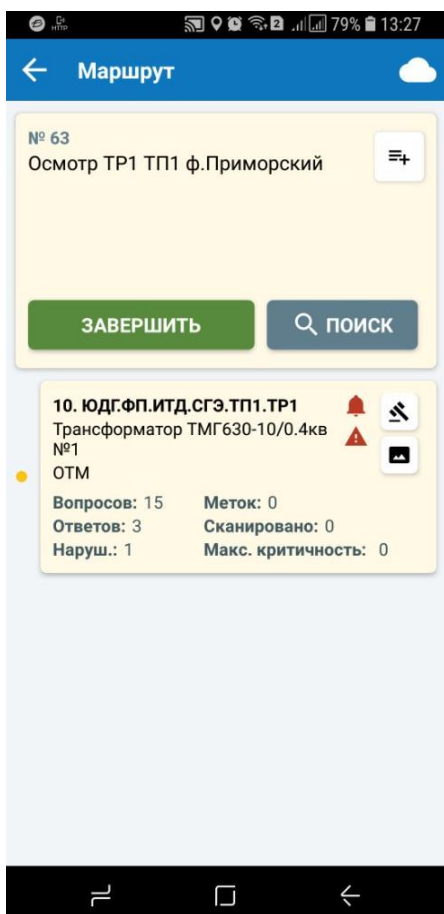 HTTP 2 79% 13:27
Маршрут
№ 63
Осмотр ТР1 ТП1 ф.Приморский
ЗАВЕРШИТЬ ПОИСК
10. ЮДГ.ФП.ИТД.СГЭ.ТП1.ТР1
Трансформатор ТМГ630-10/0.4кв
№1
ОТМ
Вопросов: 15 Меток: 0
Ответов: 3 Сканировано: 0
Наруш.: 1 Макс. критичность: 0